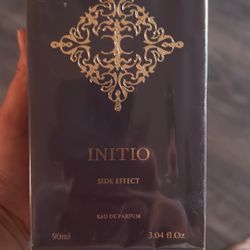 INITIO
SIDE EFFECT
EAU DE PARFUM
90ml 3.04 fl.Oz